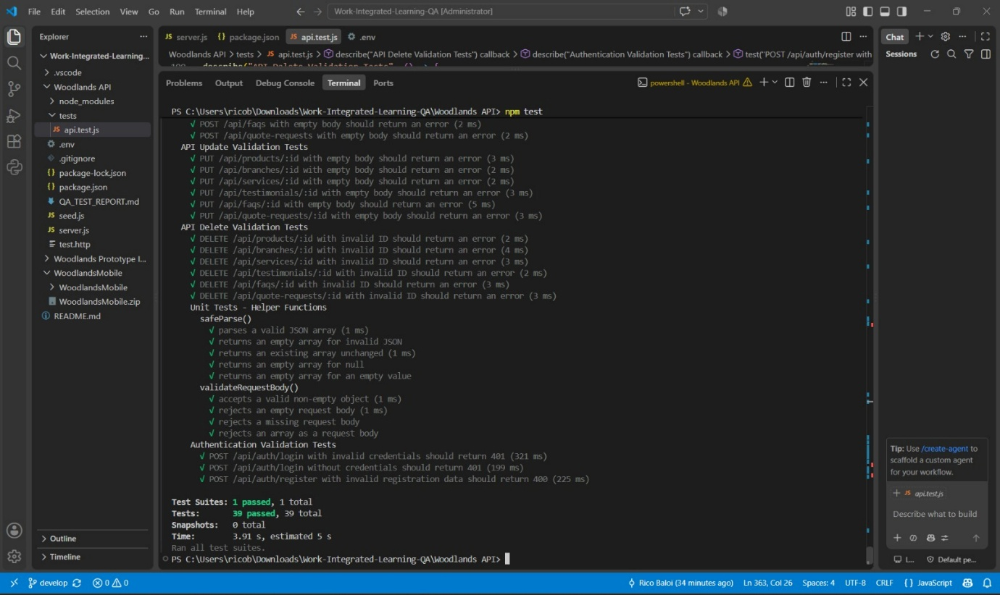 File Edit Selection View Go Run Terminal Help
Work-Integrated-Learning-QA [Administrator]
Explorer
Work-Integrated-Learning...
.vscode
Woodlands API
node_modules
tests
JS api.test.js
.env
.gitignore
{} package-lock.json
{} package.json
QA_TEST_REPORT.md
JS seed.js
JS server.js
test.http
Woodlands Prototype I...
WoodlandsMobile
WoodlandsMobile
WoodlandsMobile.zip
README.md
Outline
Timeline
JS server.js {} package.json JS api.test.js .env
Woodlands API > tests > JS api.test.js > describe("API Delete Validation Tests") callback > describe("Authentication Validation Tests") callback > test("POST /api/auth/register with
describe("API Delete Validation Tests", () => {
Problems Output Debug Console Terminal Ports
powershell - Woodlands API
PS C:\Users\ricob\Downloads\Work-Integrated-Learning-QA\Woodlands API> npm test
√ POST /api/faqs with empty body should return an error (2 ms)
√ POST /api/quote-requests with empty body should return an error (2 ms)
API Update Validation Tests
√ PUT /api/products/:id with empty body should return an error (3 ms)
√ PUT /api/branches/:id with empty body should return an error (2 ms)
√ PUT /api/services/:id with empty body should return an error (2 ms)
√ PUT /api/testimonials/:id with empty body should return an error (3 ms)
√ PUT /api/faqs/:id with empty body should return an error (5 ms)
√ PUT /api/quote-requests/:id with empty body should return an error (3 ms)
API Delete Validation Tests
√ DELETE /api/products/:id with invalid ID should return an error (2 ms)
√ DELETE /api/branches/:id with invalid ID should return an error (4 ms)
√ DELETE /api/services/:id with invalid ID should return an error (3 ms)
√ DELETE /api/testimonials/:id with invalid ID should return an error (2 ms)
√ DELETE /api/faqs/:id with invalid ID should return an error (3 ms)
√ DELETE /api/quote-requests/:id with invalid ID should return an error (3 ms)
Unit Tests - Helper Functions
safeParse()
√ parses a valid JSON array (1 ms)
√ returns an empty array for invalid JSON
√ returns an existing array unchanged (1 ms)
√ returns an empty array for null
√ returns an empty array for an empty value
validateRequestBody()
√ accepts a valid non-empty object (1 ms)
√ rejects an empty request body (1 ms)
√ rejects a missing request body
√ rejects an array as a request body
Authentication Validation Tests
√ POST /api/auth/login with invalid credentials should return 401 (321 ms)
√ POST /api/auth/login without credentials should return 401 (199 ms)
√ POST /api/auth/register with invalid registration data should return 400 (225 ms)
Test Suites: 1 passed, 1 total
Tests: 39 passed, 39 total
Snapshots: 0 total
Time: 3.91 s, estimated 5 s
Ran all test suites.
PS C:\Users\ricob\Downloads\Work-Integrated-Learning-QA\Woodlands API>
Chat
Sessions
Tip: Use /create-agent to
scaffold a custom agent
for your workflow.
JS api.test.js
Describe what to build
L... Default pe...
develop 0 0
Rico Baloi (34 minutes ago) Ln 363, Col 26 Spaces: 4 UTF-8 CRLF {} JavaScript